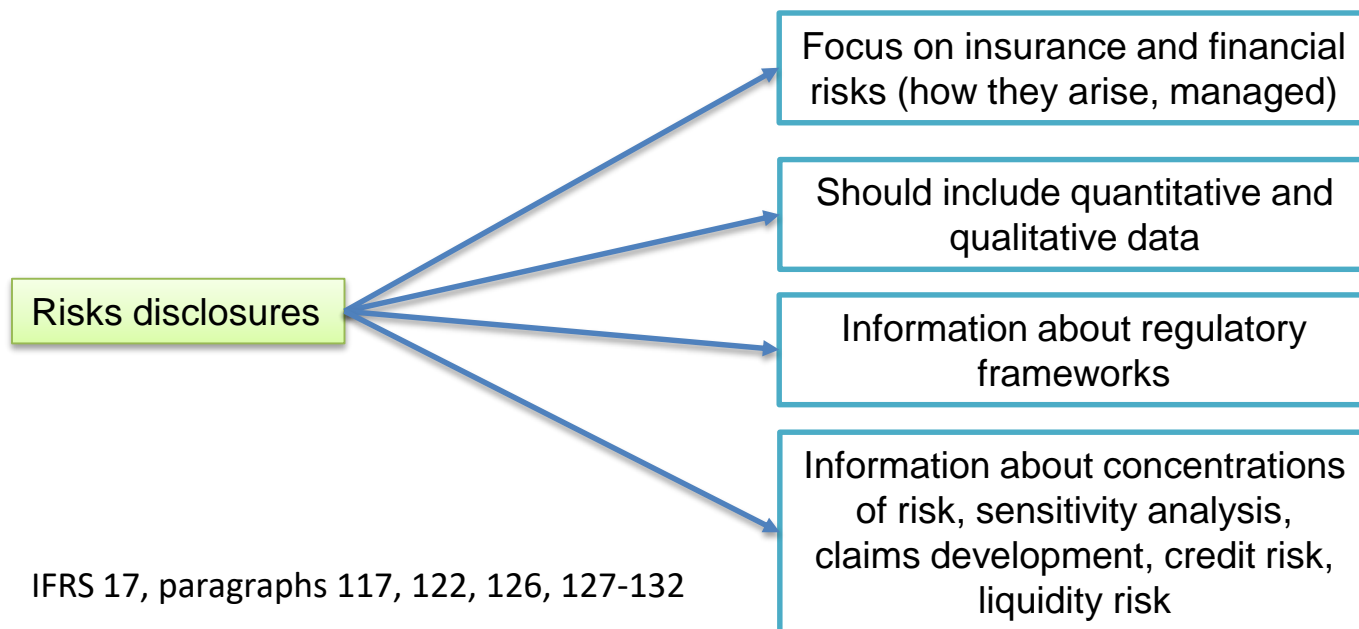 Focus on insurance and financial
risks (how they arise, managed)
Should include quantitative and
qualitative data
Risks disclosures
Information about regulatory
frameworks
Information about concentrations
of risk, sensitivity analysis,
claims development, credit risk,
liquidity risk
IFRS 17, paragraphs 117, 122, 126, 127-132